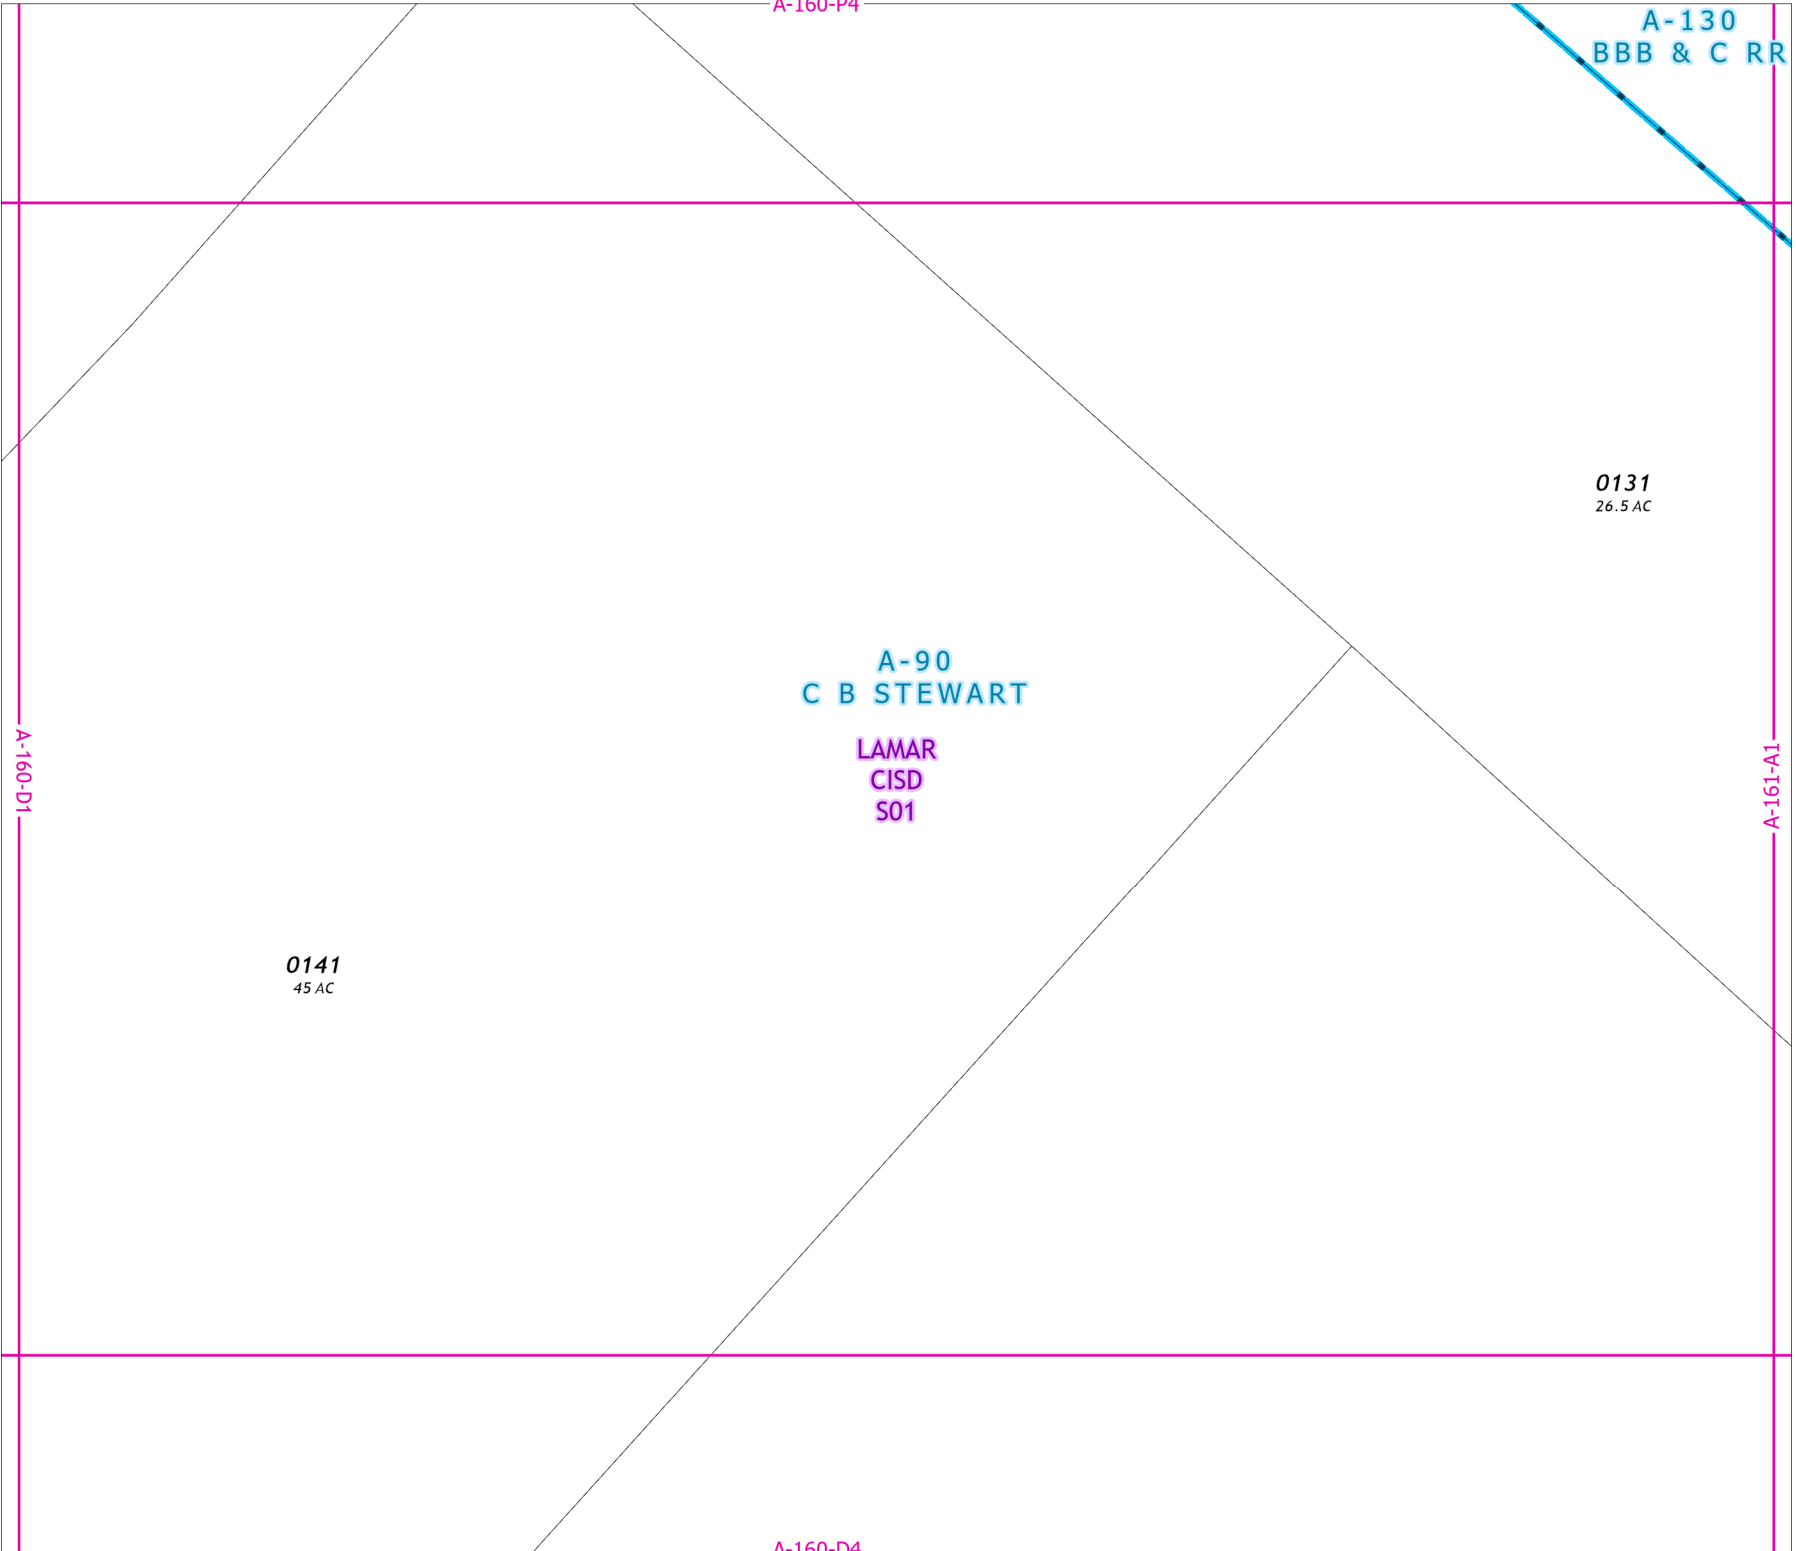 A-160-P4
A-130
BBB & C RR
0131
26.5 AC
A-90
C B STEWART
LAMAR
CISD
S01
A-160-D1
A-161-A1
0141
45 AC
A-160-D4